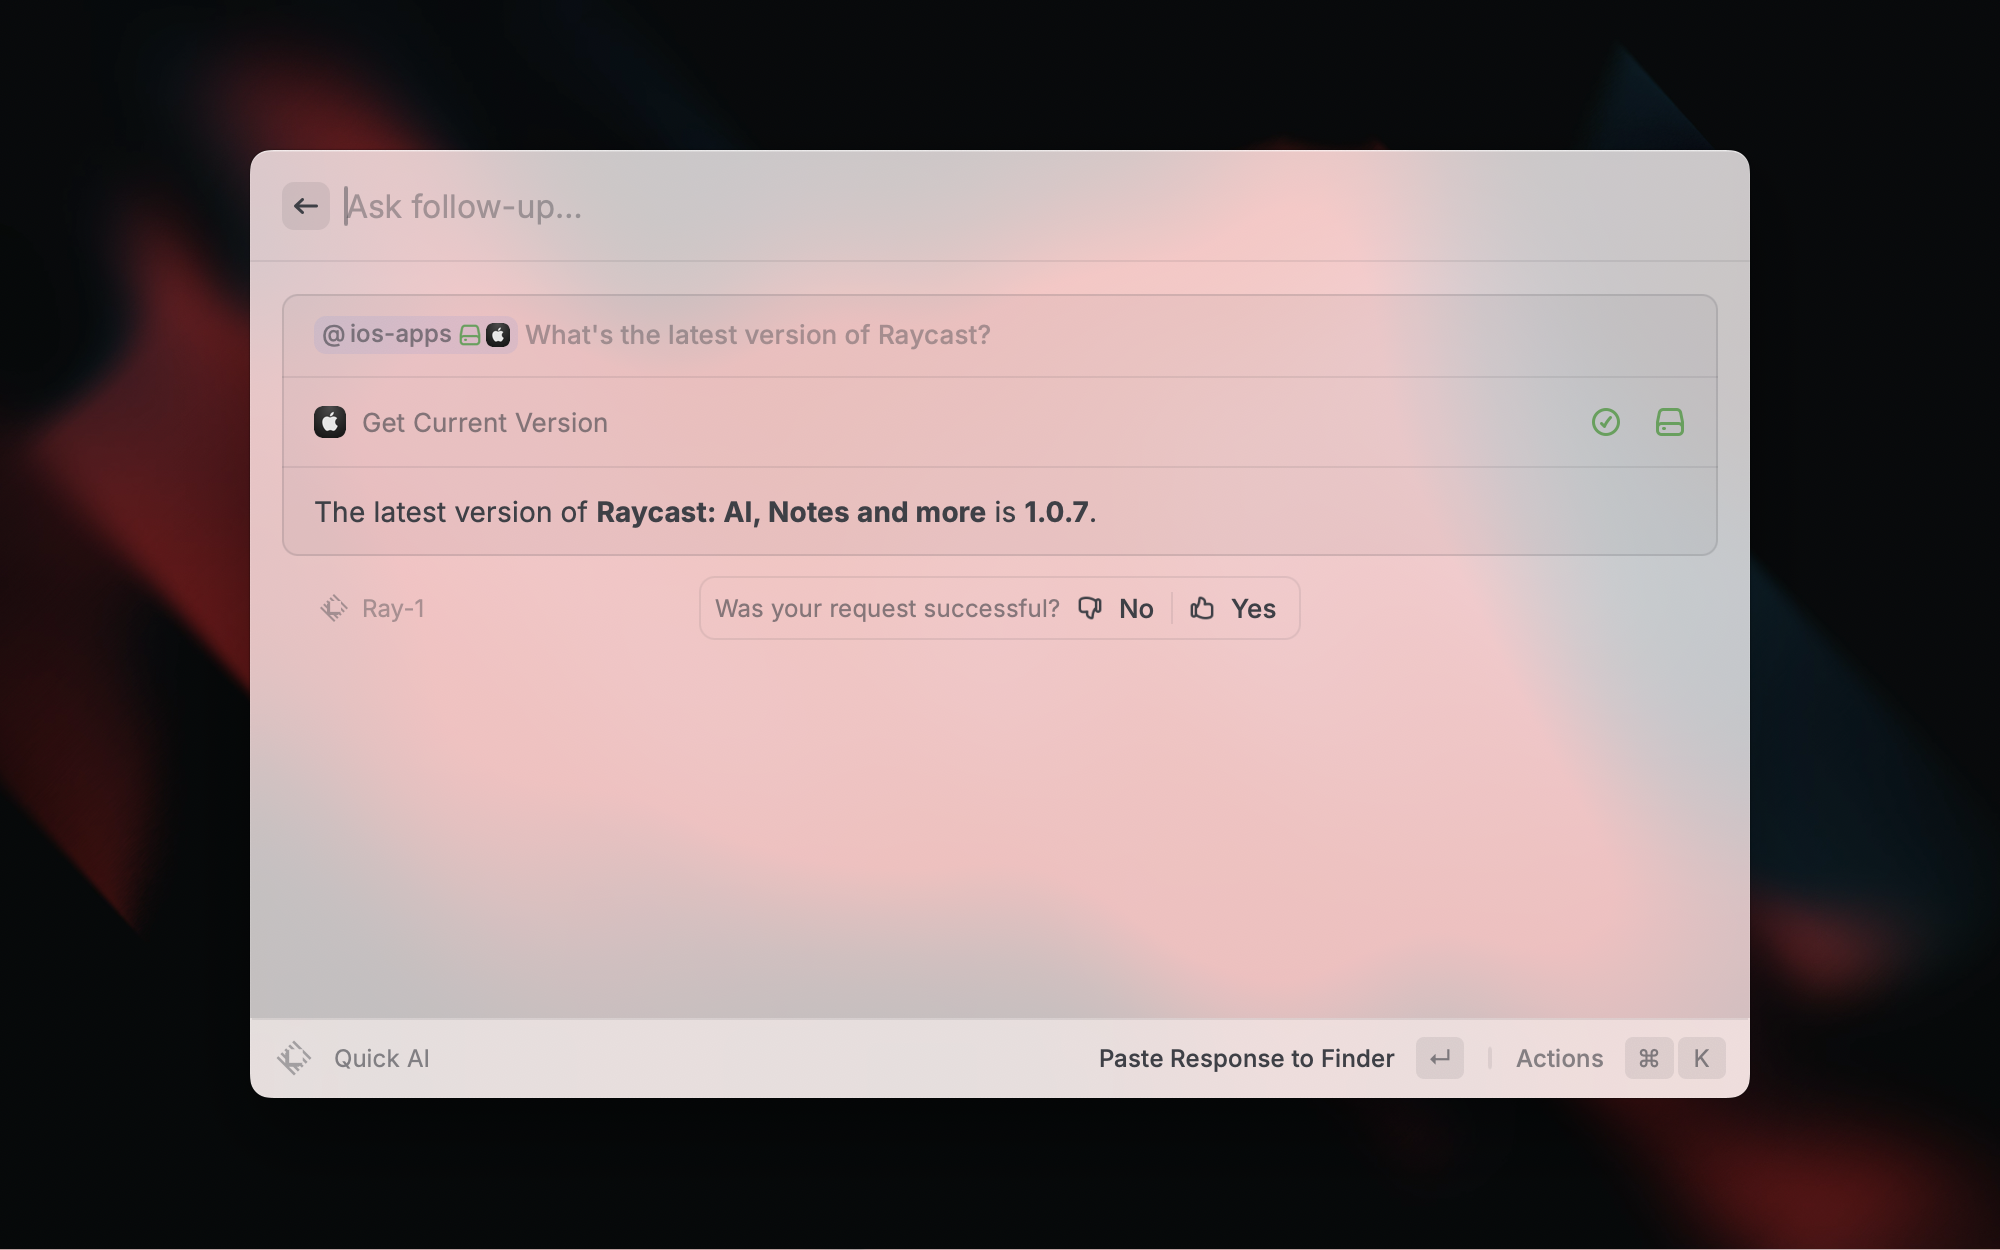 Ask follow-up...
@ios-apps What's the latest version of Raycast?
Get Current Version
The latest version of Raycast: AI, Notes and more is 1.0.7.
Ray-1
Was your request successful? No Yes
Quick AI
Paste Response to Finder ↵ Actions ⌘ K